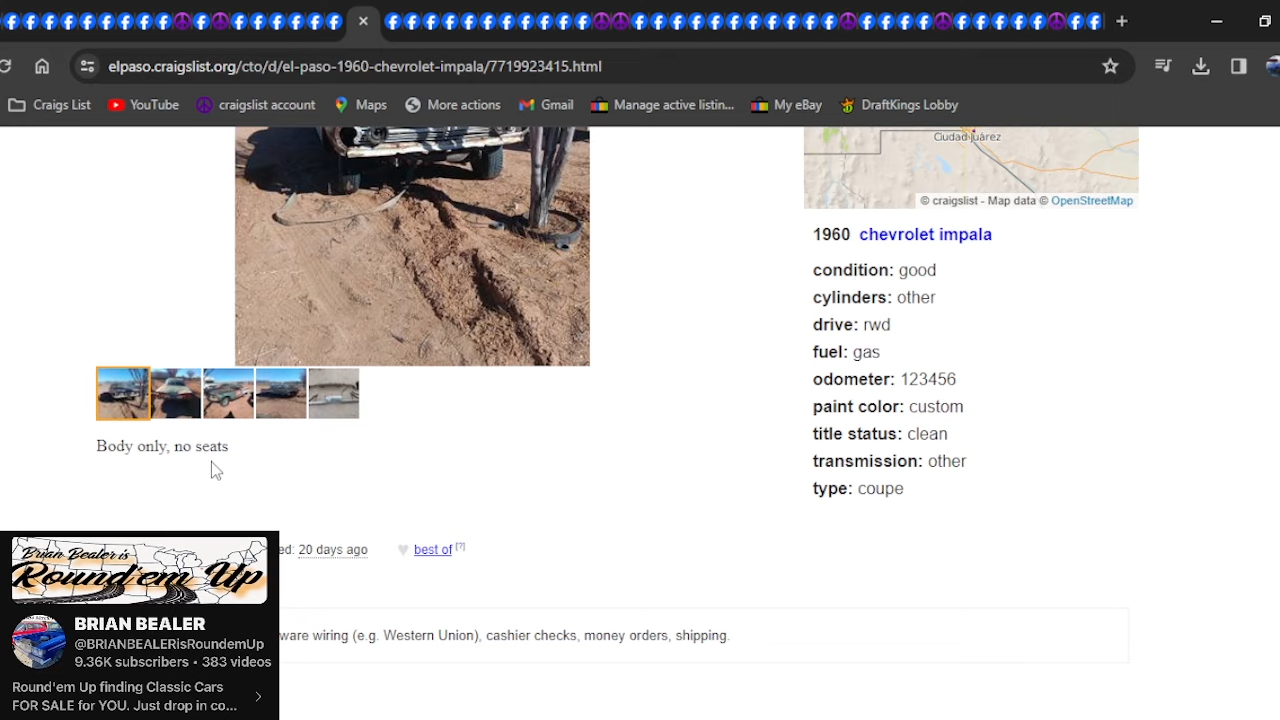 elpaso.craigslist.org/cto/d/el-paso-1960-chevrolet-impala/7719923415.html
Craigs List
YouTube
craigslist account
Maps
More actions
Gmail
Manage active listin...
My eBay
DraftKings Lobby
Ciudad Juárez
© craigslist - Map data © OpenStreetMap
1960 chevrolet impala
condition: good
cylinders: other
drive: rwd
fuel: gas
odometer: 123456
paint color: custom
title status: clean
transmission: other
type: coupe
Body only, no seats
ed: 20 days ago
best of [?]
ware wiring (e.g. Western Union), cashier checks, money orders, shipping.
Brian Bealer is
Round'em Up
BRIAN BEALER
@BRIANBEALERisRoundemUp
9.36K subscribers • 383 videos
Round'em Up finding Classic Cars
FOR SALE for YOU. Just drop in co...